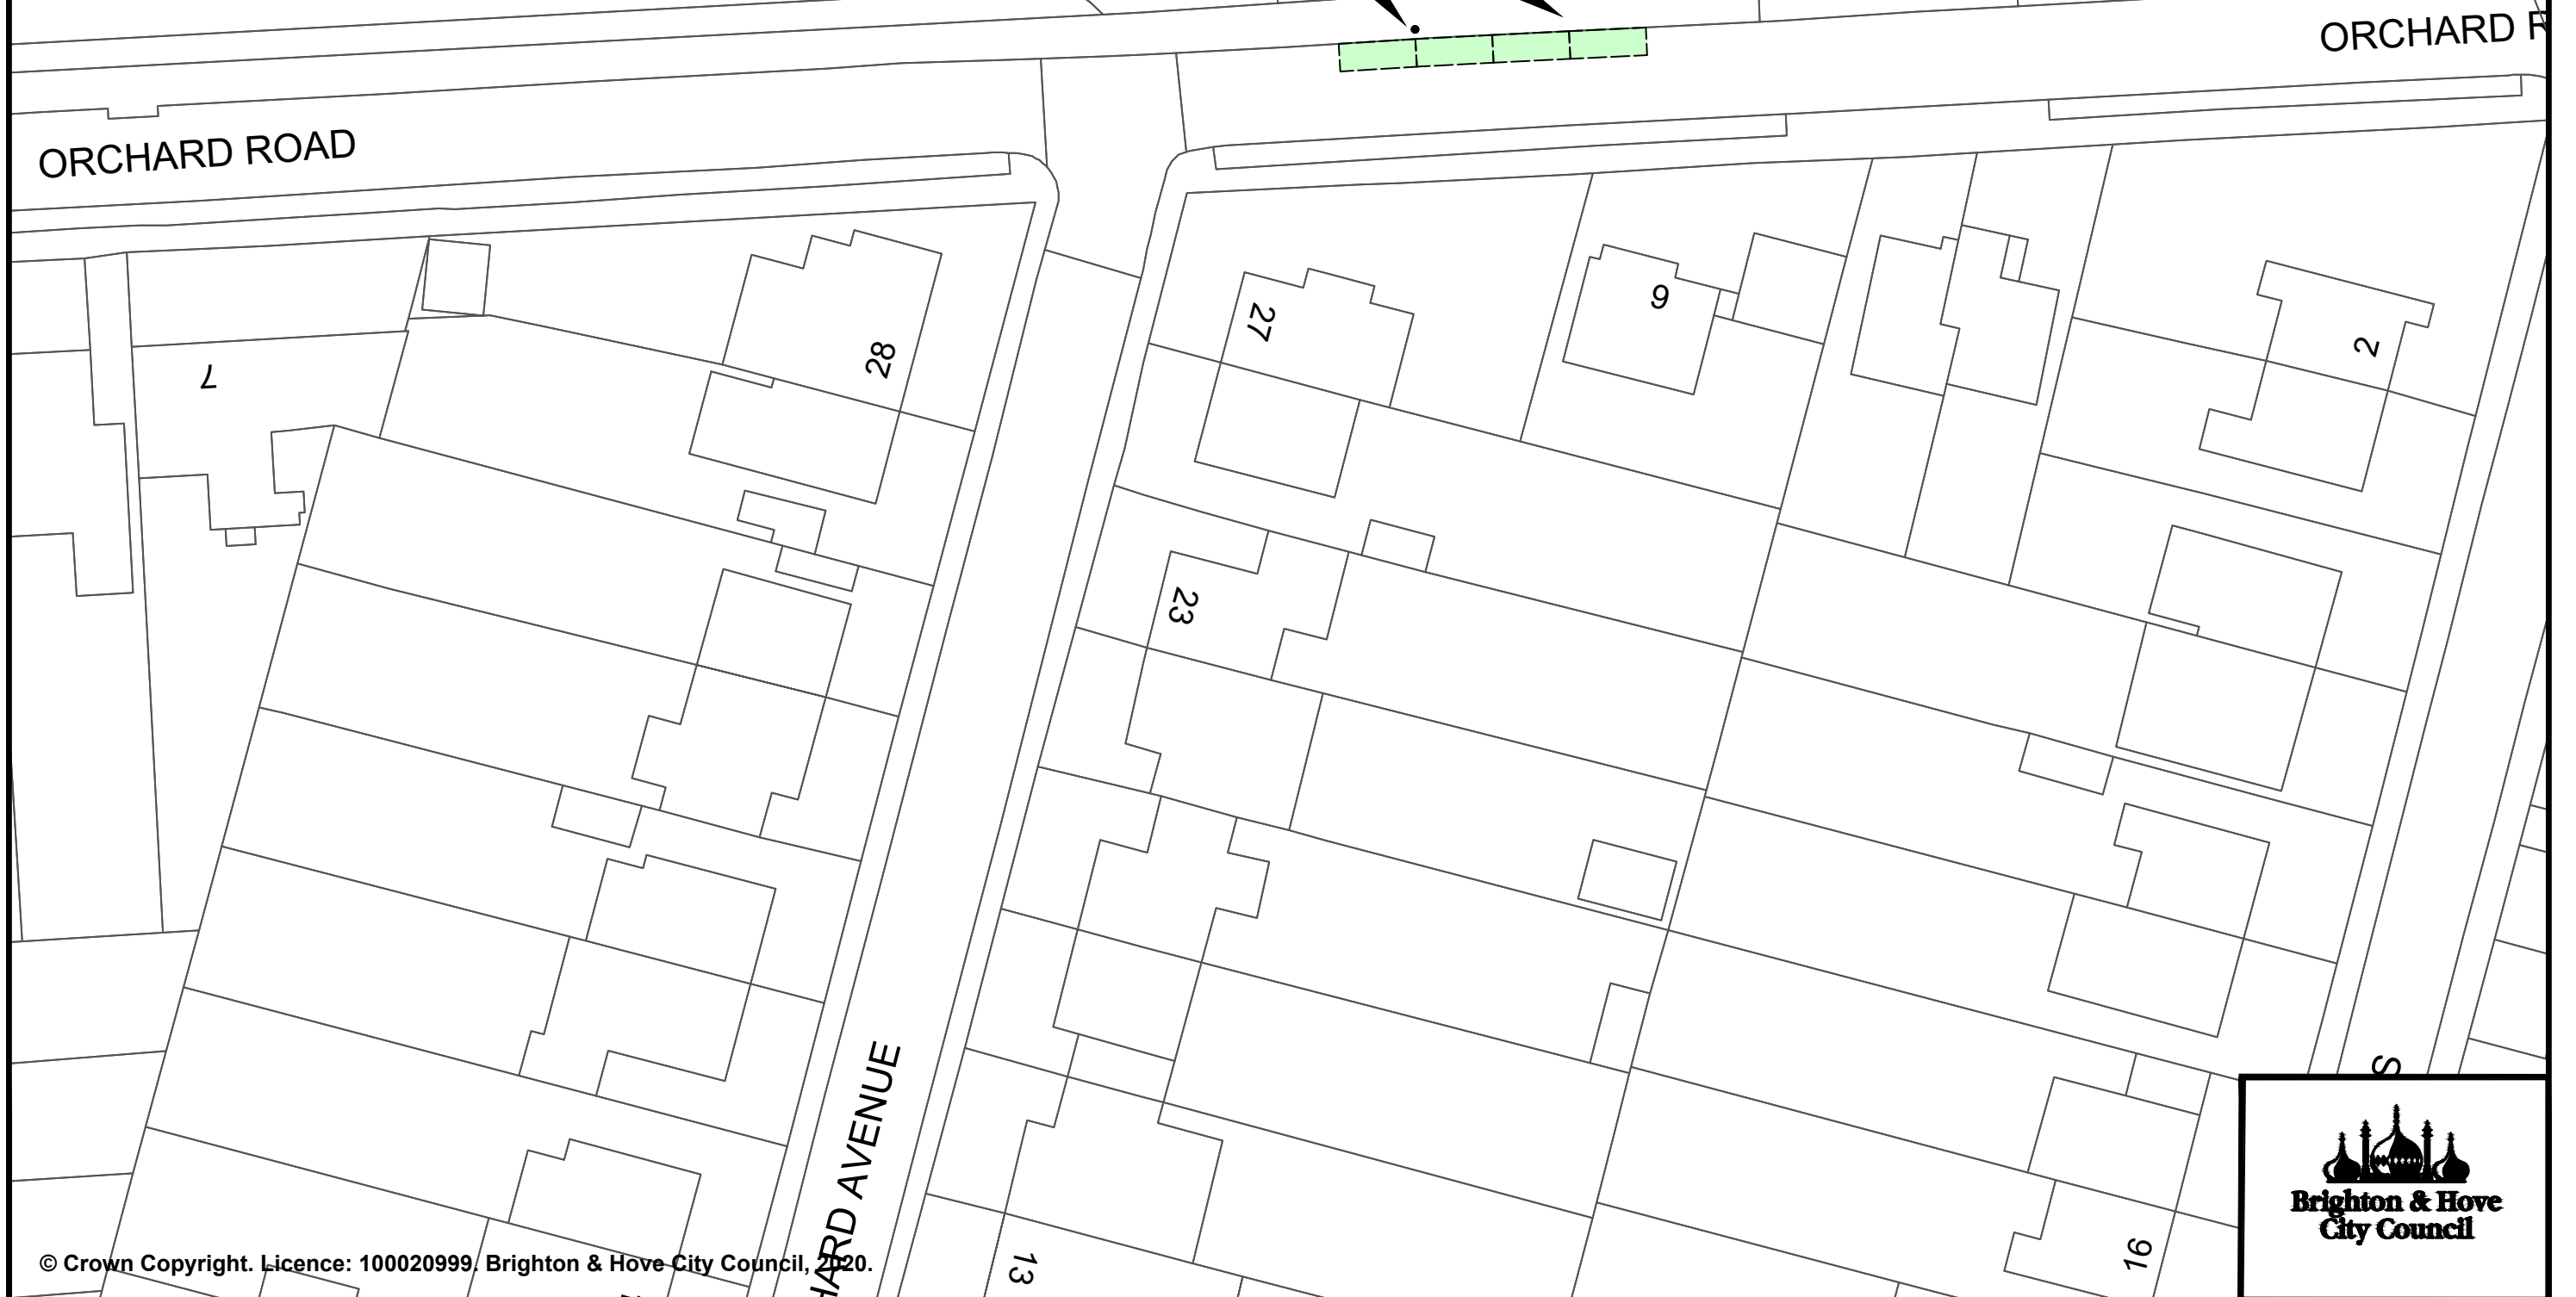 ORCHARD R
ORCHARD ROAD
28
27
9
2
7
23
HARD AVENUE
S
13
16
Brighton & Hove
City Council
© Crown Copyright. Licence: 100020999. Brighton & Hove City Council, 2020.